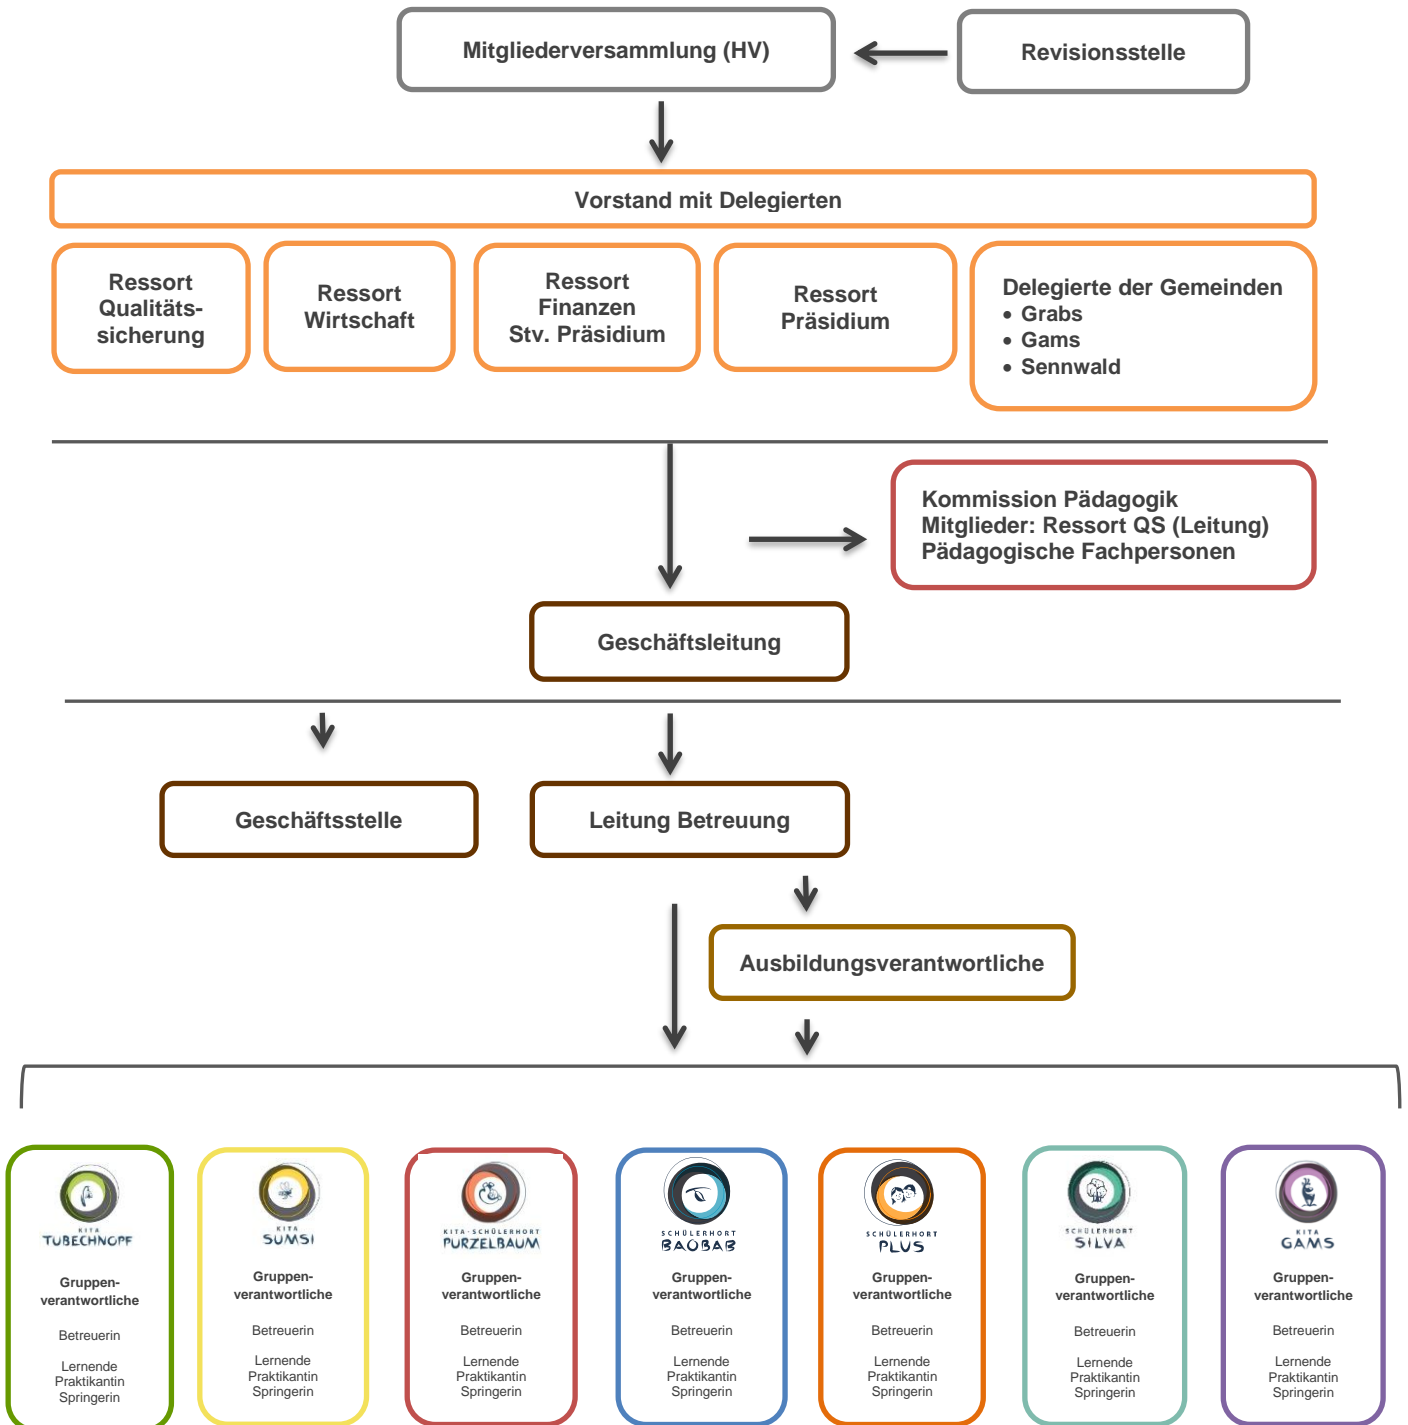 Mitgliederversammlung (HV)
Revisionsstelle
Vorstand mit Delegierten
Ressort
Qualitäts-
sicherung
Ressort
Wirtschaft
Ressort
Finanzen
Stv. Präsidium
Ressort
Präsidium
Delegierte der Gemeinden
• Grabs
• Gams
• Sennwald
Kommission Pädagogik
Mitglieder: Ressort QS (Leitung)
Pädagogische Fachpersonen
Geschäftsleitung
Geschäftsstelle
Leitung Betreuung
Ausbildungsverantwortliche
KITA
TUBECHNOPF
Gruppen-
verantwortliche
Betreuerin
Lernende
Praktikantin
Springerin
KITA
SUMSI
Gruppen-
verantwortliche
Betreuerin
Lernende
Praktikantin
Springerin
KITA-SCHÜLERHORT
PURZELBAUM
Gruppen-
verantwortliche
Betreuerin
Lernende
Praktikantin
Springerin
SCHÜLERHORT
BAOBAB
Gruppen-
verantwortliche
Betreuerin
Lernende
Praktikantin
Springerin
SCHÜLERHORT
PLUS
Gruppen-
verantwortliche
Betreuerin
Lernende
Praktikantin
Springerin
SCHÜLERHORT
SILVA
Gruppen-
verantwortliche
Betreuerin
Lernende
Praktikantin
Springerin
KITA
GAMS
Gruppen-
verantwortliche
Betreuerin
Lernende
Praktikantin
Springerin